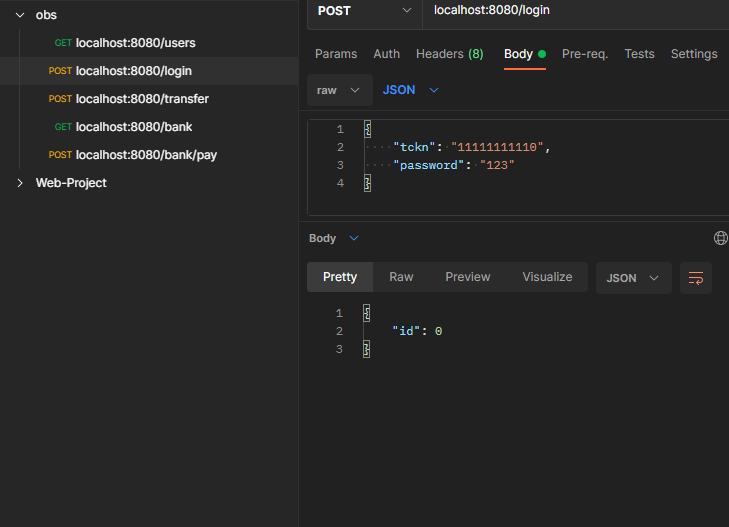 obs
GET localhost:8080/users
POST localhost:8080/login
POST localhost:8080/transfer
GET localhost:8080/bank
POST localhost:8080/bank/pay
Web-Project
POST localhost:8080/login
Params Auth Headers (8) Body Pre-req. Tests Settings
raw JSON
1 {
2 "tckn": "11111111110",
3 "password": "123"
4 }
Body
Pretty Raw Preview Visualize JSON
1 {
2 "id": 0
3 }